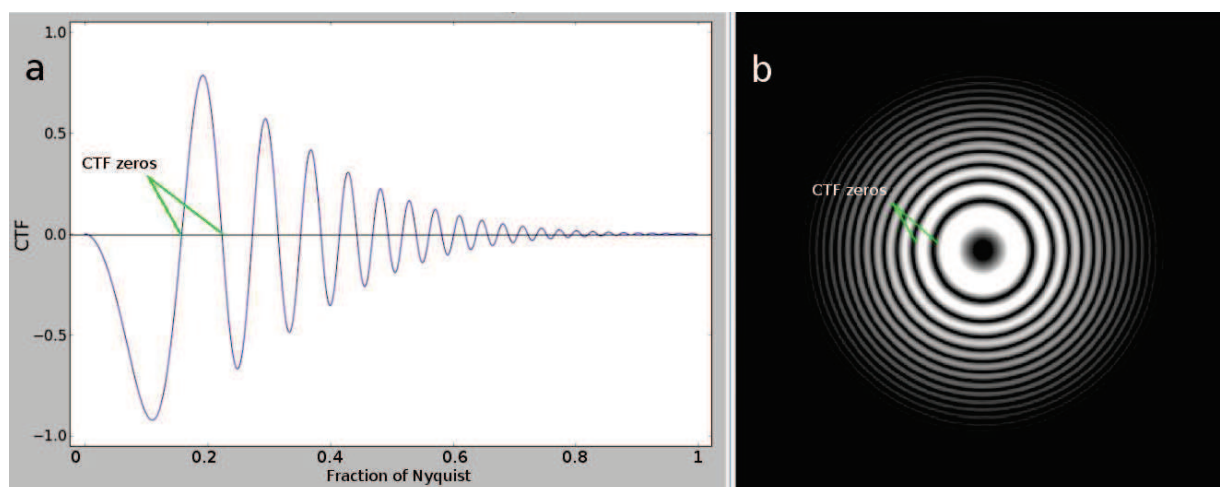 a
1.0
0.5
0.0
−0.5
−1.0
CTF
CTF zeros
0 0.2 0.4 0.6 0.8 1
Fraction of Nyquist
b
CTF zeros